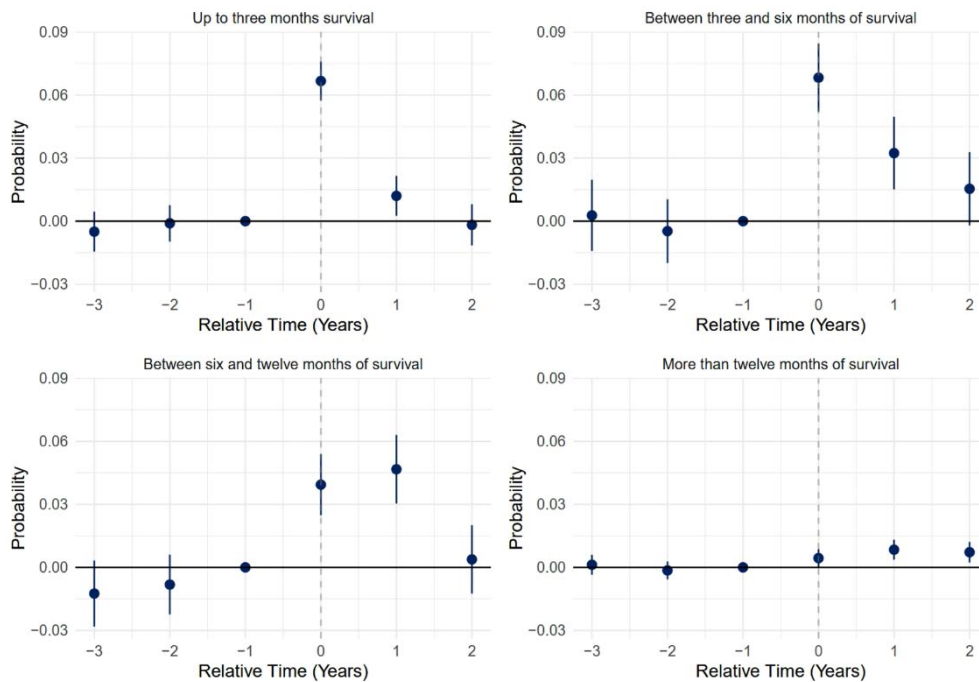 Up to three months survival
0.09
0.06
0.03
0.00
−0.03
Probability
−3 −2 −1 0 1 2
Relative Time (Years)
Between three and six months of survival
0.09
0.06
0.03
0.00
−0.03
Probability
−3 −2 −1 0 1 2
Relative Time (Years)
Between six and twelve months of survival
0.09
0.06
0.03
0.00
−0.03
Probability
−3 −2 −1 0 1 2
Relative Time (Years)
More than twelve months of survival
0.09
0.06
0.03
0.00
−0.03
Probability
−3 −2 −1 0 1 2
Relative Time (Years)